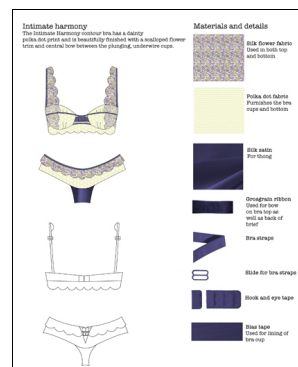 Intimate harmony
The Intimate Harmony contour bra has a dainty
polka dot print and is beautifully finished with a scalloped flower
trim and central bow between the plunging, underwire cups.
Materials and details
Silk flower fabric
Used in both top
and bottom
Polka dot fabric
Furnishes the bra
cups and bottom
Silk satin
For thong
Grosgrain ribbon
Used for bow
on bra top as
well as back of
brief
Bra straps
Slide for bra straps
Hook and eye tape
Bias tape
Used for lining of
bra cup